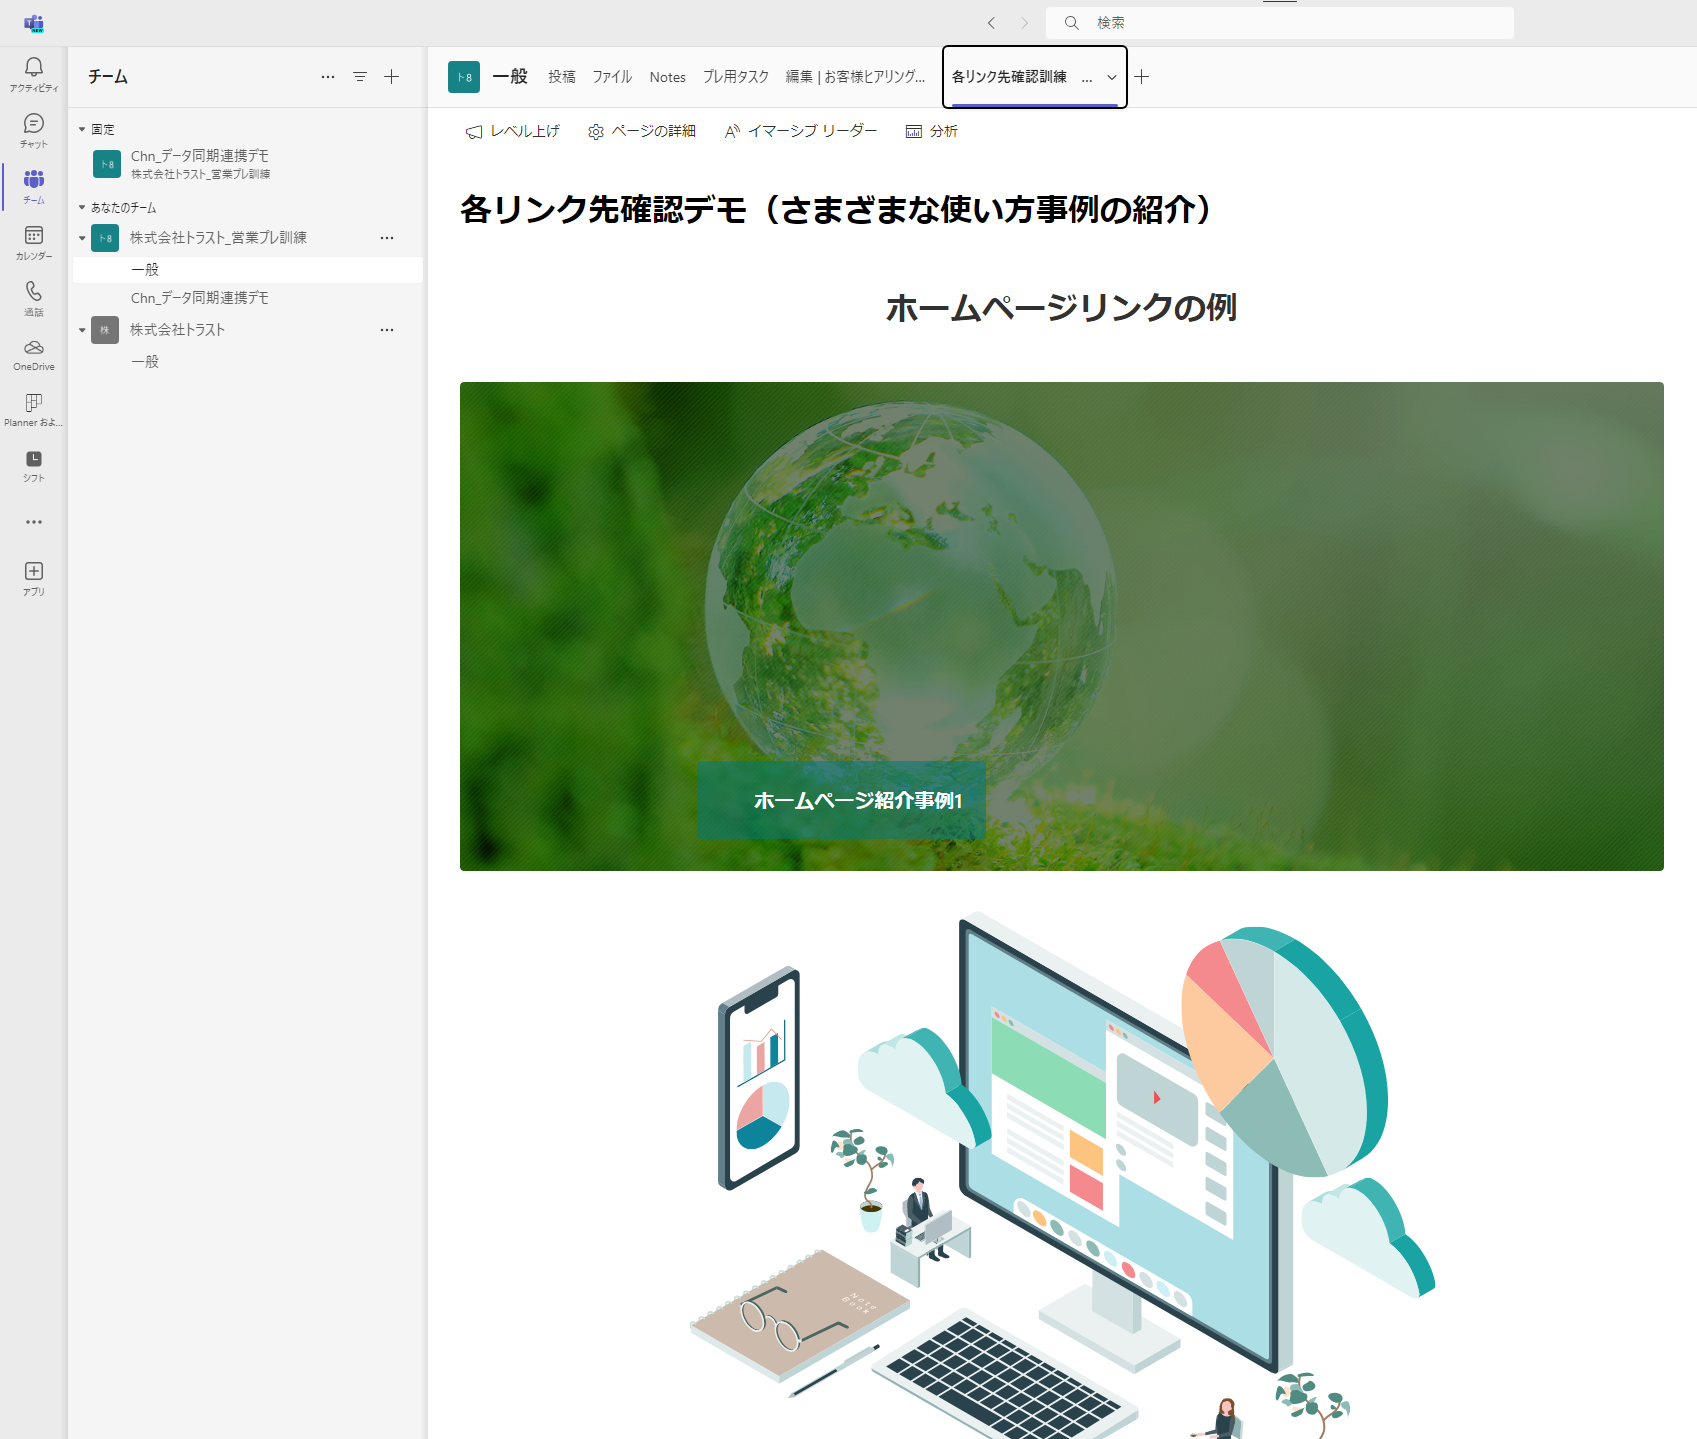 検索
アクティビティ
チャット
チーム
カレンダー
通話
OneDrive
Planner およ...
シフト
アプリ
チーム
固定
ト8
Chn_データ同期連携デモ
株式会社トラスト_営業プレ訓練
あなたのチーム
ト8 株式会社トラスト_営業プレ訓練
一般
Chn_データ同期連携デモ
株 株式会社トラスト
一般
ト8 一般 投稿 ファイル Notes プレ用タスク 編集 | お客様ヒアリング... 各リンク先確認訓練 ...
レベル上げ ページの詳細 イマーシブ リーダー 分析
各リンク先確認デモ（さまざまな使い方事例の紹介）
ホームページリンクの例
ホームページ紹介事例1
Note
Book